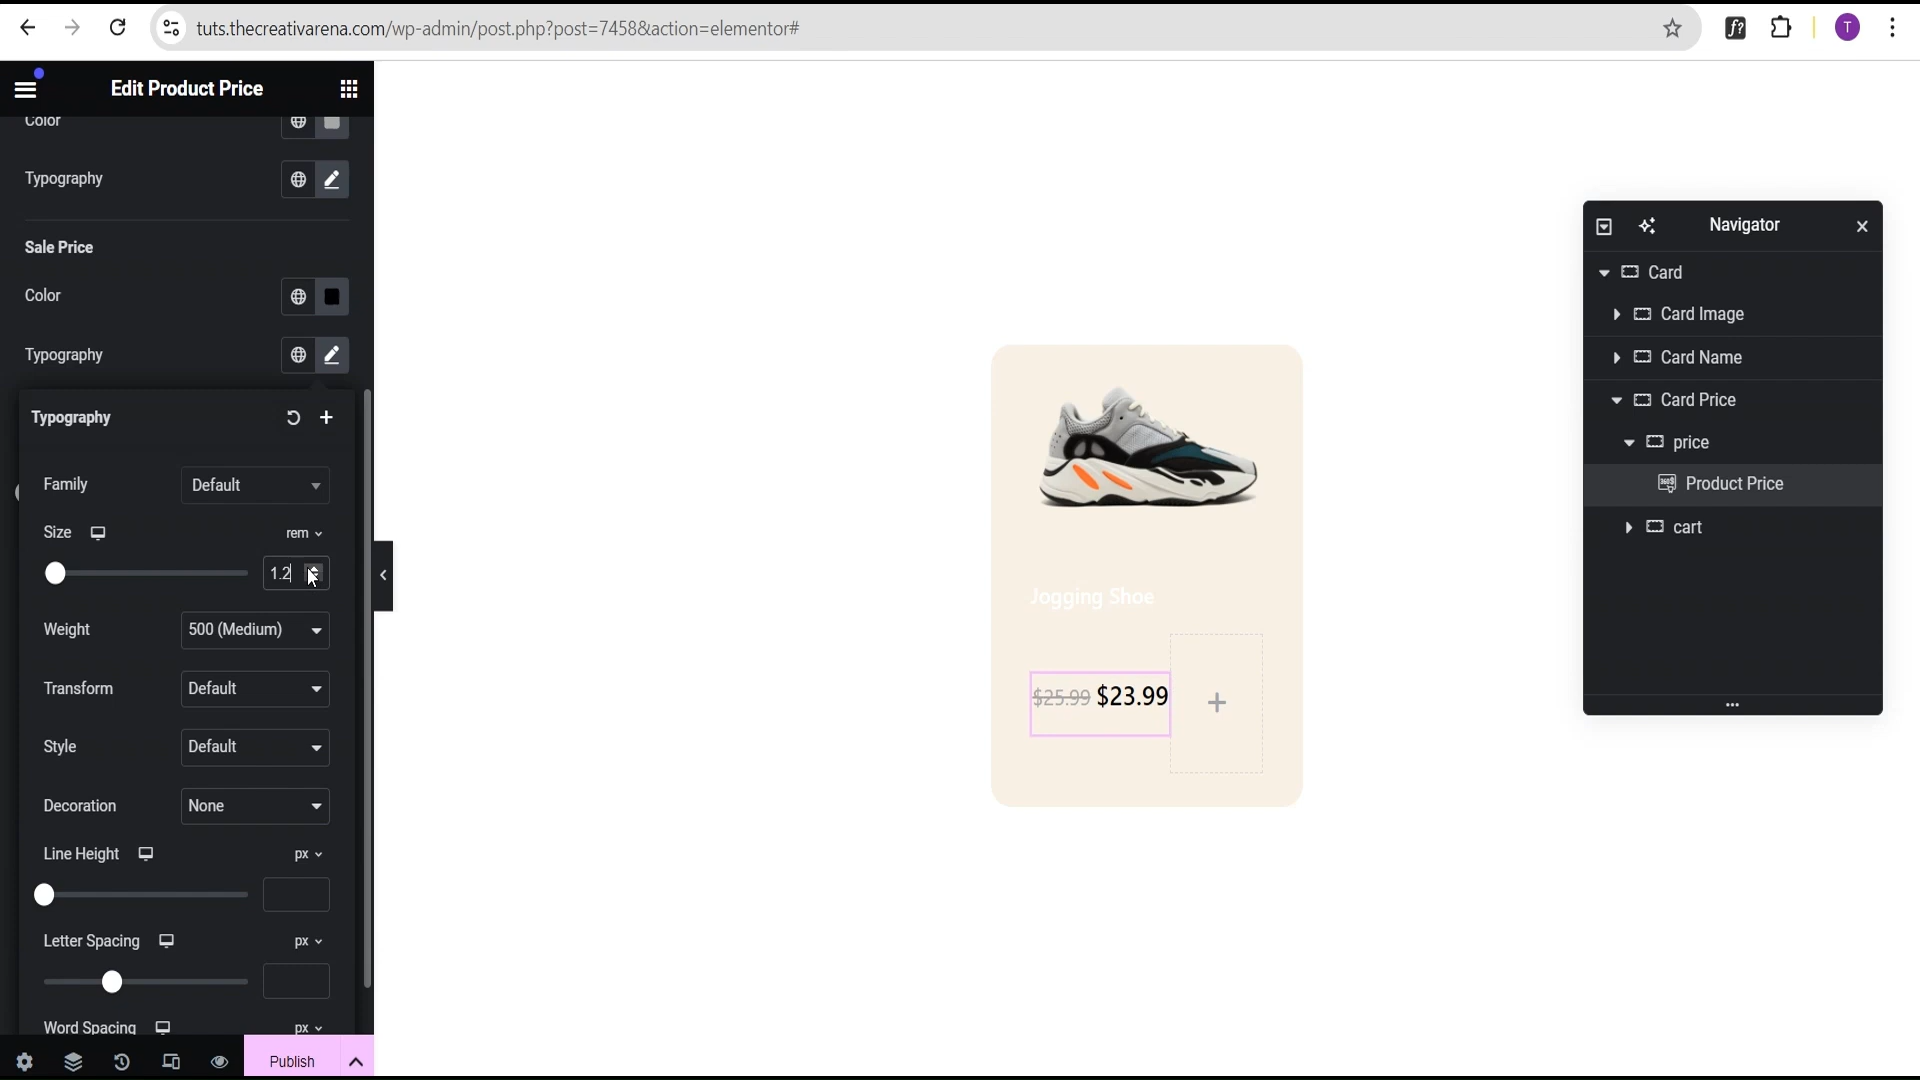 tuts.thecreativarena.com/wp-admin/post.php?post=7458&action=elementor#
T
Edit Product Price
Color
Typography
Sale Price
Color
Typography
Typography
Family Default
Size rem
1.2
Weight 500 (Medium)
Transform Default
Style Default
Decoration None
Line Height px
Letter Spacing px
Word Spacing px
Publish
Jogging Shoe
$25.99 $23.99
Navigator
Card
Card Image
Card Name
Card Price
price
Product Price
cart